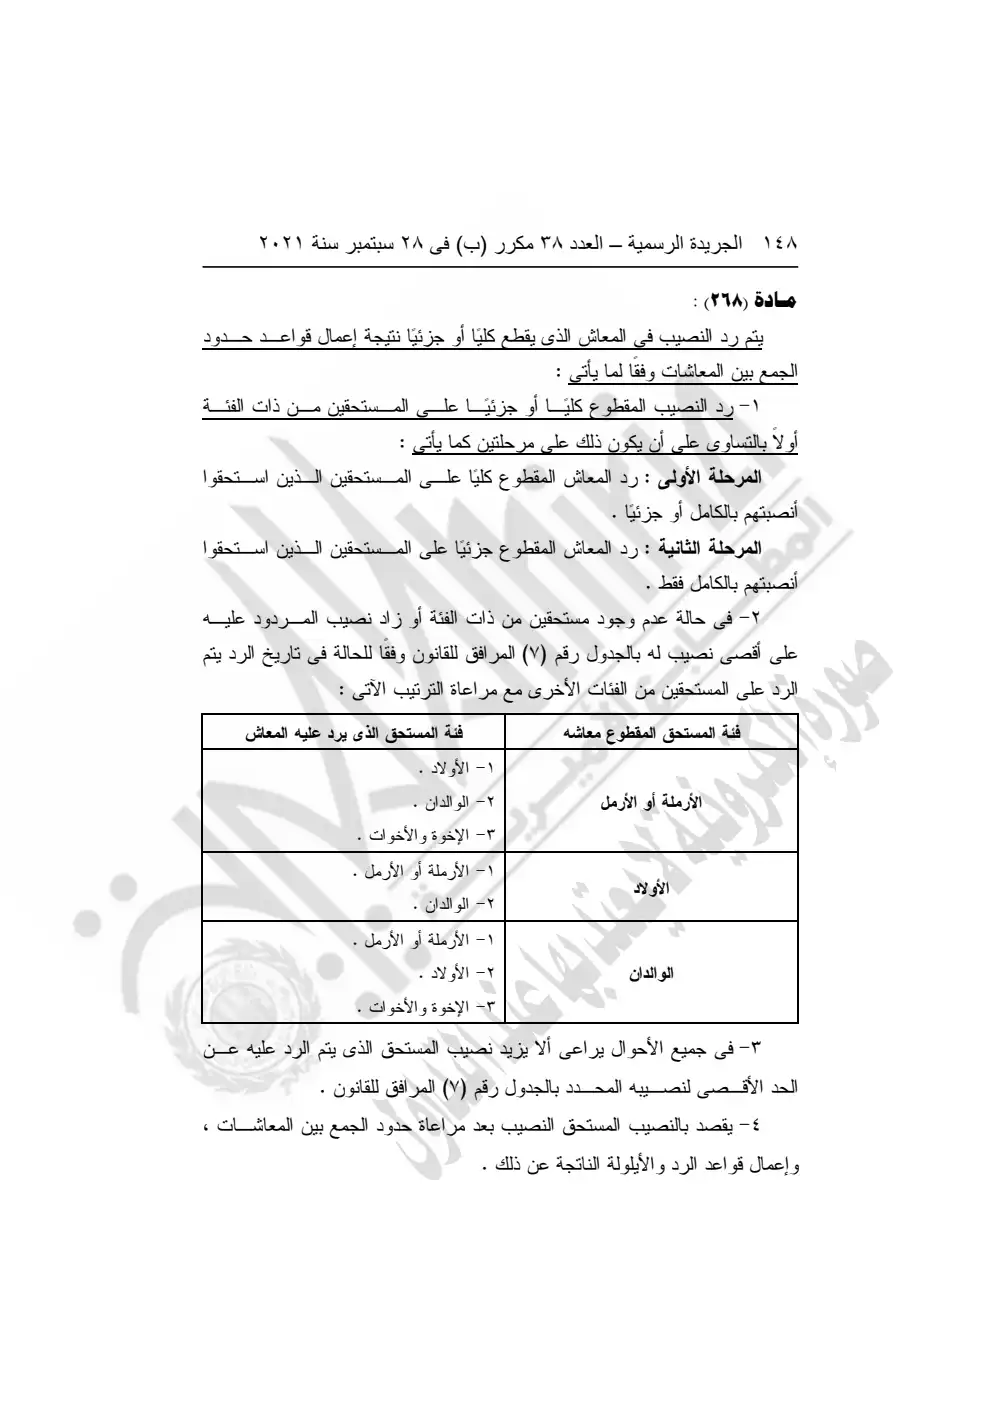 ١٤٨ الجريدة الرسمية – العدد ٣٨ مكرر (ب) فى ٢٨ سبتمبر سنة ٢٠٢١
مادة (٢٦٨) :
يتم رد النصيب في المعاش الذى يقطع كليًا أو جزئيًا نتيجة إعمال قواعد حدود
الجمع بين المعاشات وفقًا لما يأتى :
١- رد النصيب المقطوع كليًا أو جزئيًا على المستحقين من ذات الفئة
أولاً بالتساوى على أن يكون ذلك على مرحلتين كما يأتى :
المرحلة الأولى : رد المعاش المقطوع كليًا على المستحقين الذين استحقوا
أنصبتهم بالكامل أو جزئيًا .
المرحلة الثانية : رد المعاش المقطوع جزئيًا على المستحقين الذين استحقوا
أنصبتهم بالكامل فقط .
٢- فى حالة عدم وجود مستحقين من ذات الفئة أو زاد نصيب المردود عليه
على أقصى نصيب له بالجدول رقم (٧) المرافق للقانون وفقًا للحالة فى تاريخ الرد يتم
الرد على المستحقين من الفئات الأخرى مع مراعاة الترتيب الآتى :
فئة المستحق المقطوع معاشه
فئة المستحق الذى يرد عليه المعاش
الأرملة أو الأرمل
١- الأولاد .
٢- الوالدان .
٣- الإخوة والأخوات .
الأولاد
١- الأرملة أو الأرمل .
٢- الوالدان .
الوالدان
١- الأرملة أو الأرمل .
٢- الأولاد .
٣- الإخوة والأخوات .
٣- فى جميع الأحوال يراعى ألا يزيد نصيب المستحق الذى يتم الرد عليه عن
الحد الأقصى لنصيبه المحدد بالجدول رقم (٧) المرافق للقانون .
٤- يقصد بالنصيب المستحق النصيب بعد مراعاة حدود الجمع بين المعاشات ،
وإعمال قواعد الرد والأيلولة الناتجة عن ذلك .
صورة إلكترونية لا يعتد بها عند التداول